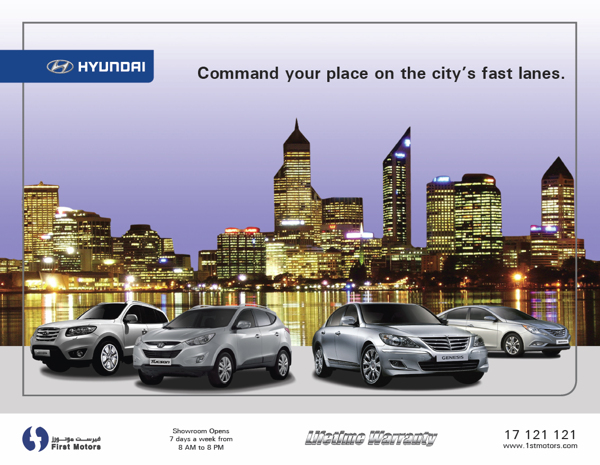 HYUNDAI
Command your place on the city's fast lanes.
TUCSON
GENESIS
فيرست موتورز
First Motors
Showroom Opens
7 days a week from
8 AM to 8 PM
Lifetime Warranty
17 121 121
www.1stmotors.com